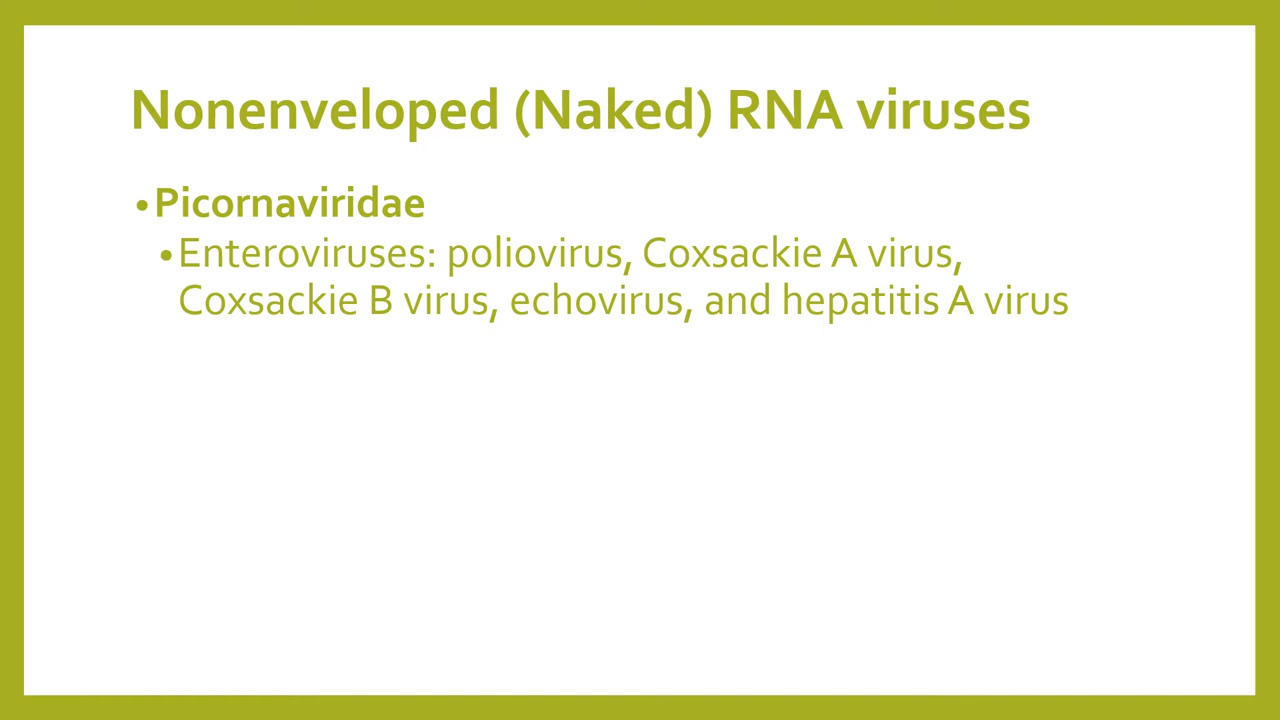 Nonenveloped (Naked) RNA viruses
•Picornaviridae
•Enteroviruses: poliovirus, Coxsackie A virus,
Coxsackie B virus, echovirus, and hepatitis A virus